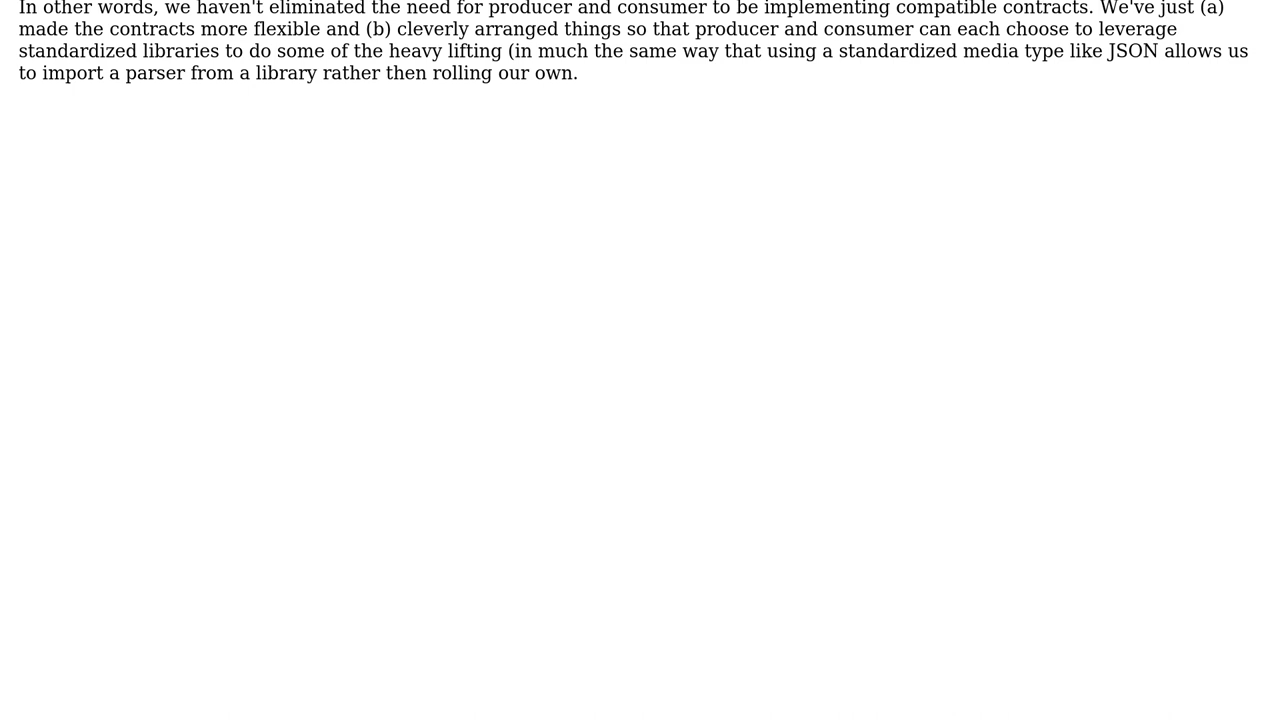 In other words, we haven't eliminated the need for producer and consumer to be implementing compatible contracts. We've just (a)
made the contracts more flexible and (b) cleverly arranged things so that producer and consumer can each choose to leverage
standardized libraries to do some of the heavy lifting (in much the same way that using a standardized media type like JSON allows us
to import a parser from a library rather then rolling our own.